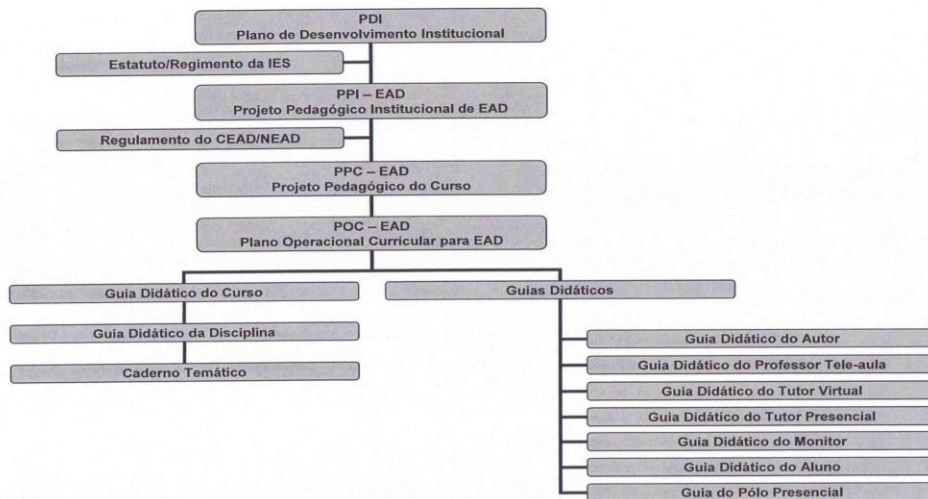 PDI
Plano de Desenvolvimento Institucional
Estatuto/Regimento da IES
PPI – EAD
Projeto Pedagógico Institucional de EAD
Regulamento do CEAD/NEAD
PPC – EAD
Projeto Pedagógico do Curso
POC – EAD
Plano Operacional Curricular para EAD
Guia Didático do Curso
Guia Didático da Disciplina
Caderno Temático
Guias Didáticos
Guia Didático do Autor
Guia Didático do Professor Tele-aula
Guia Didático do Tutor Virtual
Guia Didático do Tutor Presencial
Guia Didático do Monitor
Guia Didático do Aluno
Guia do Pólo Presencial